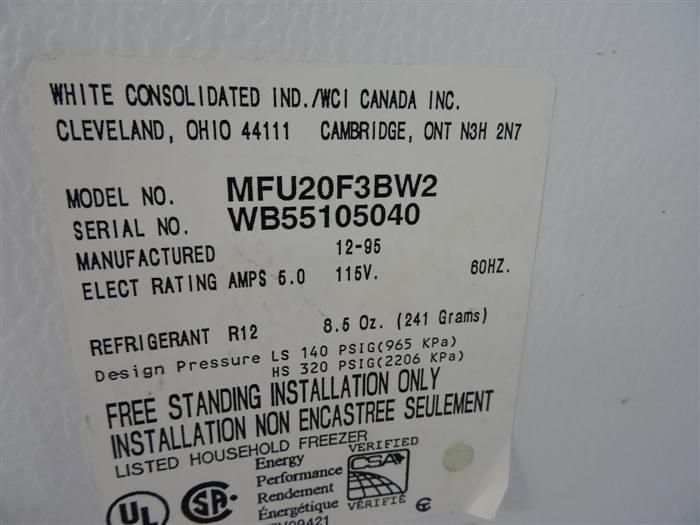 WHITE CONSOLIDATED IND./WCI CANADA INC.
CLEVELAND, OHIO 44111 CAMBRIDGE, ONT N3H 2N7
MODEL NO. MFU20F3BW2
SERIAL NO. WB55105040
MANUFACTURED 12-95
ELECT RATING AMPS 5.0 115V. 60HZ.
REFRIGERANT R12 8.5 Oz. (241 Grams)
Design Pressure LS 140 PSIG(965 KPa)
HS 320 PSIG(2206 KPa)
FREE STANDING INSTALLATION ONLY
INSTALLATION NON ENCASTREE SEULEMENT
LISTED HOUSEHOLD FREEZER
UL
SA
Energy
Performance
Rendement
Énergétique
VERIFIED
CSA
VÉRIFIÉ